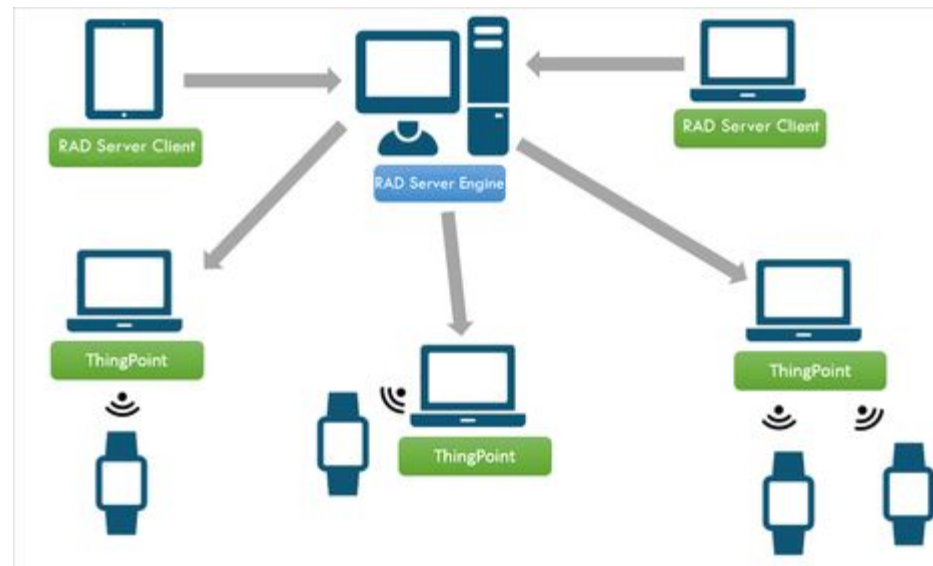 RAD Server Client
RAD Server Client
RAD Server Engine
ThingPoint
ThingPoint
ThingPoint